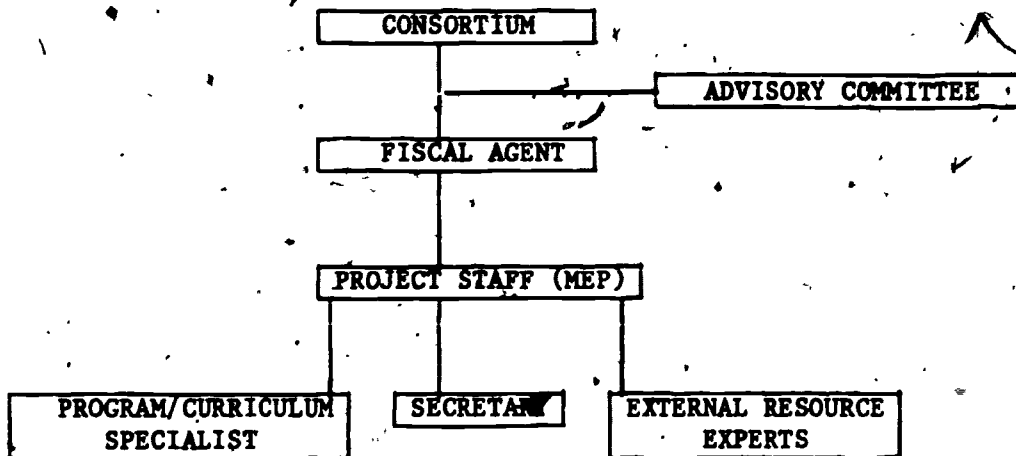 CONSORTIUM
ADVISORY COMMITTEE
FISCAL AGENT
PROJECT STAFF (MEP)
PROGRAM/CURRICULUM
SPECIALIST
SECRETARY
EXTERNAL RESOURCE
EXPERTS